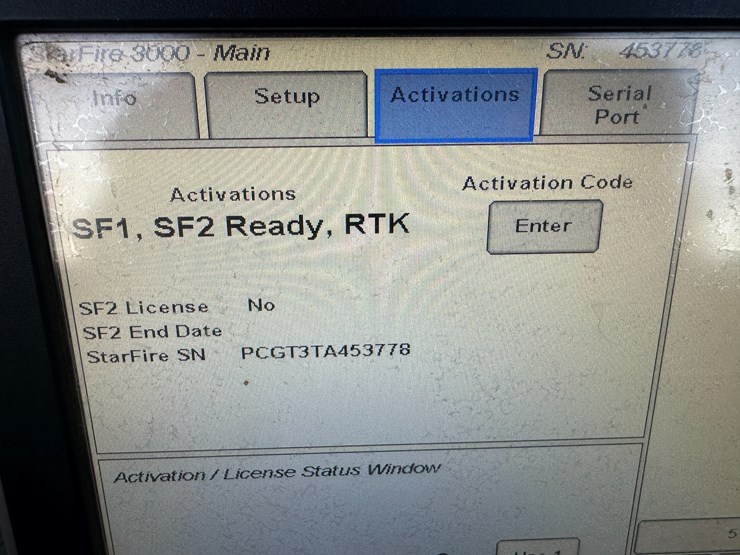 StarFire 3000 - Main
SN: 453778
Info
Setup
Activations
Serial
Port
Activations
SF1, SF2 Ready, RTK
Activation Code
Enter
SF2 License No
SF2 End Date
StarFire SN PCGT3TA453778
Activation / License Status Window
5